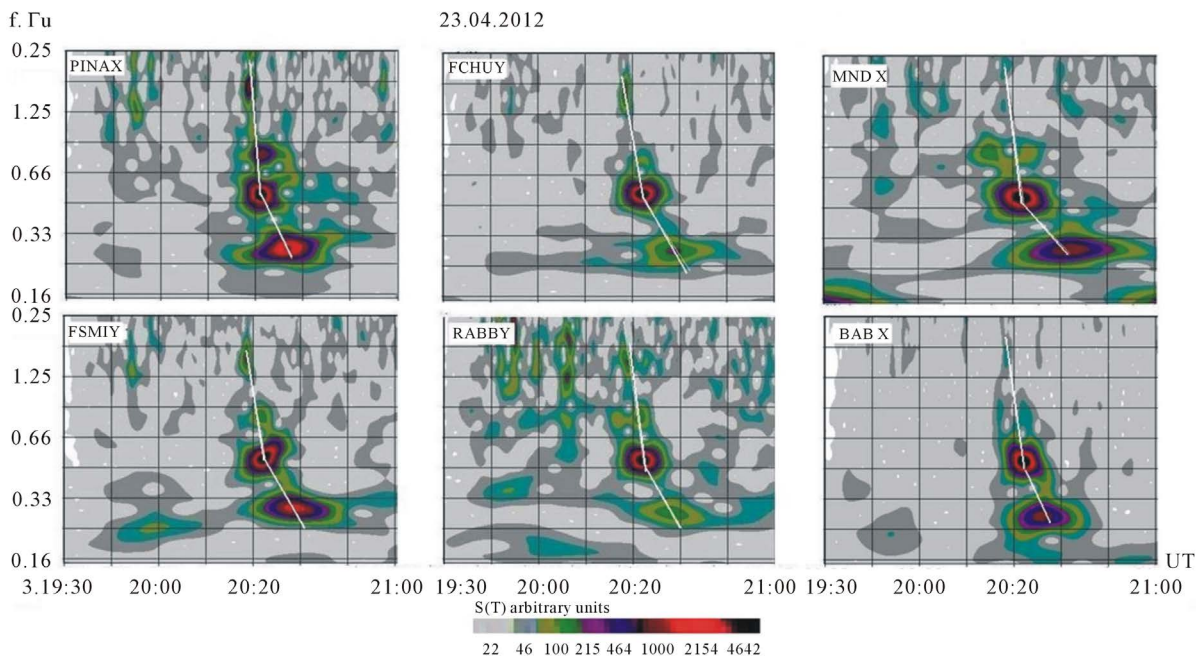 f. Гu 23.04.2012
0.25
1.25
0.66
0.33
0.16
PINAX
FCHUY
MND X
0.25
1.25
0.66
0.33
0.16
FSMIY
RABBY
BAB X
UT
3.19:30 20:00 20:20 21:00 19:30 20:00 20:20 21:00 19:30 20:00 20:20 21:00
S(T) arbitrary units
22 46 100 215 464 1000 2154 4642